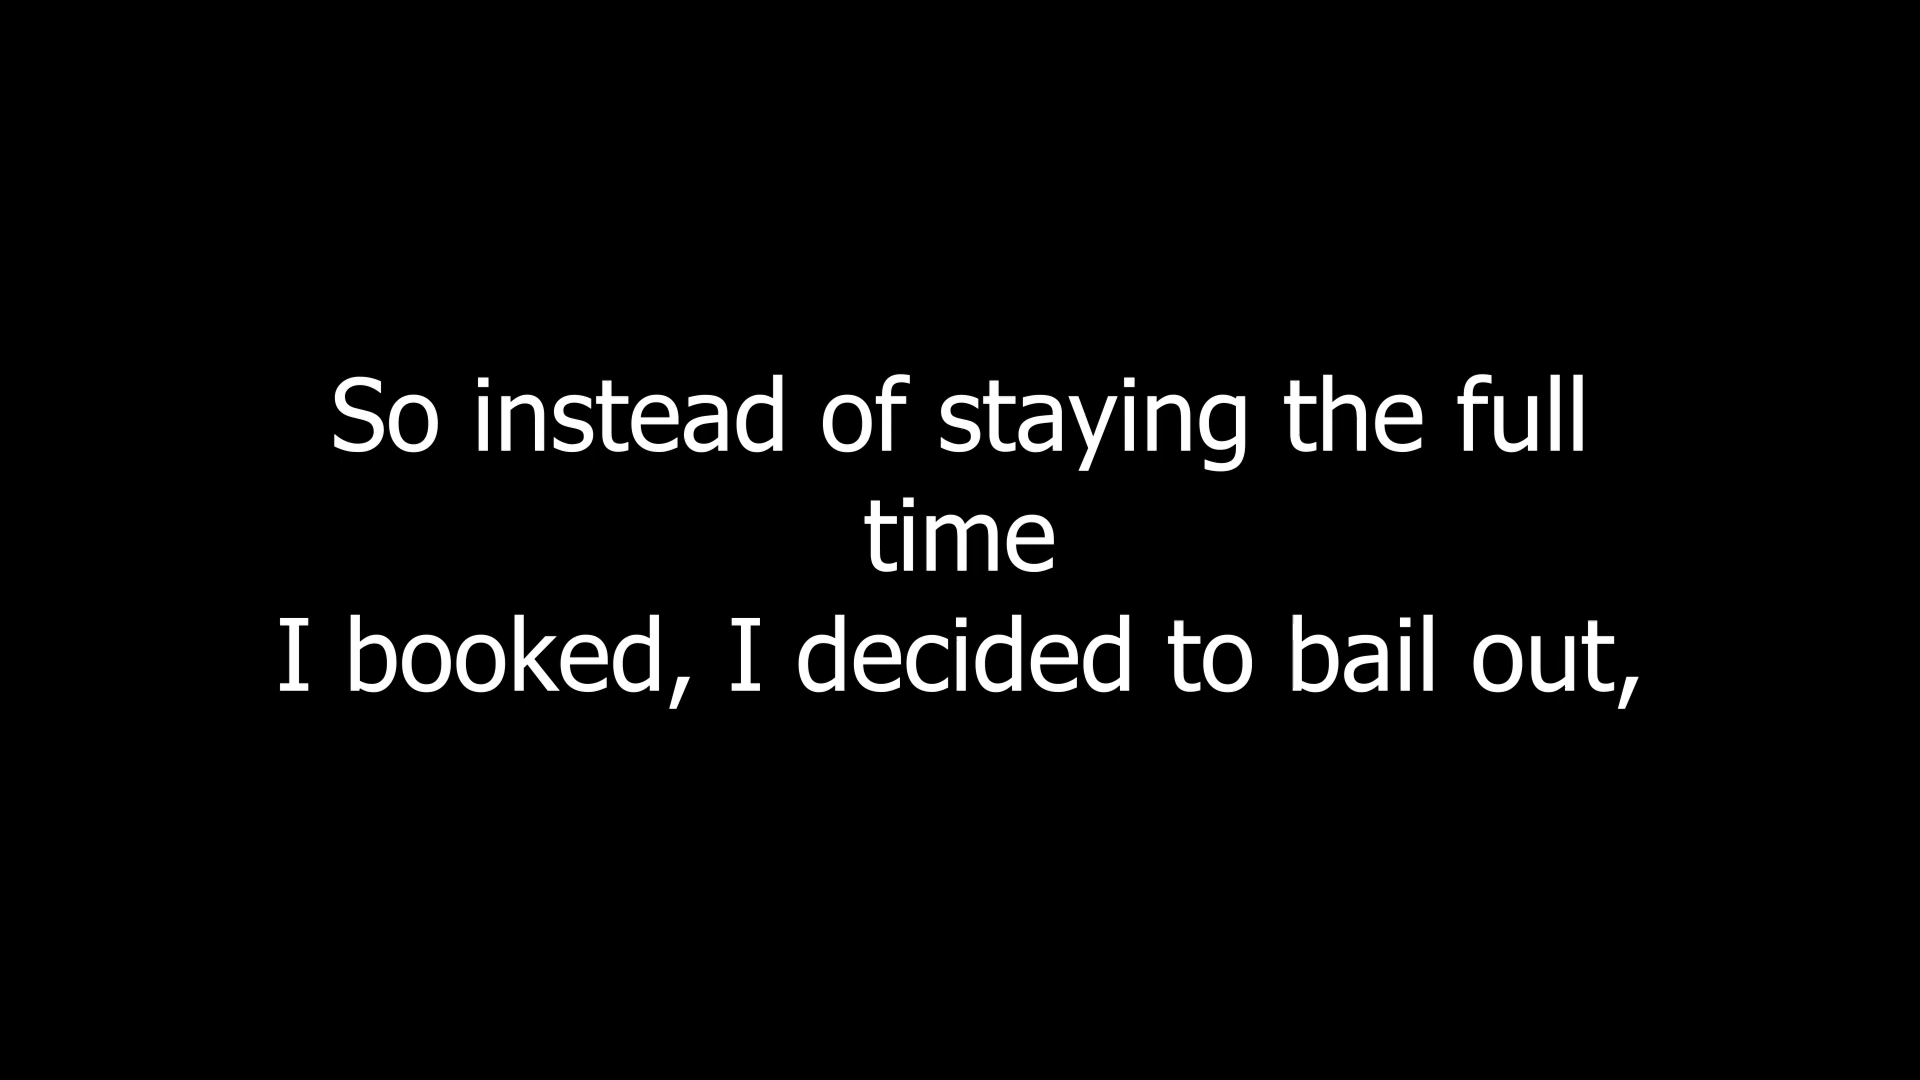 So instead of staying the full
time
I booked, I decided to bail out,